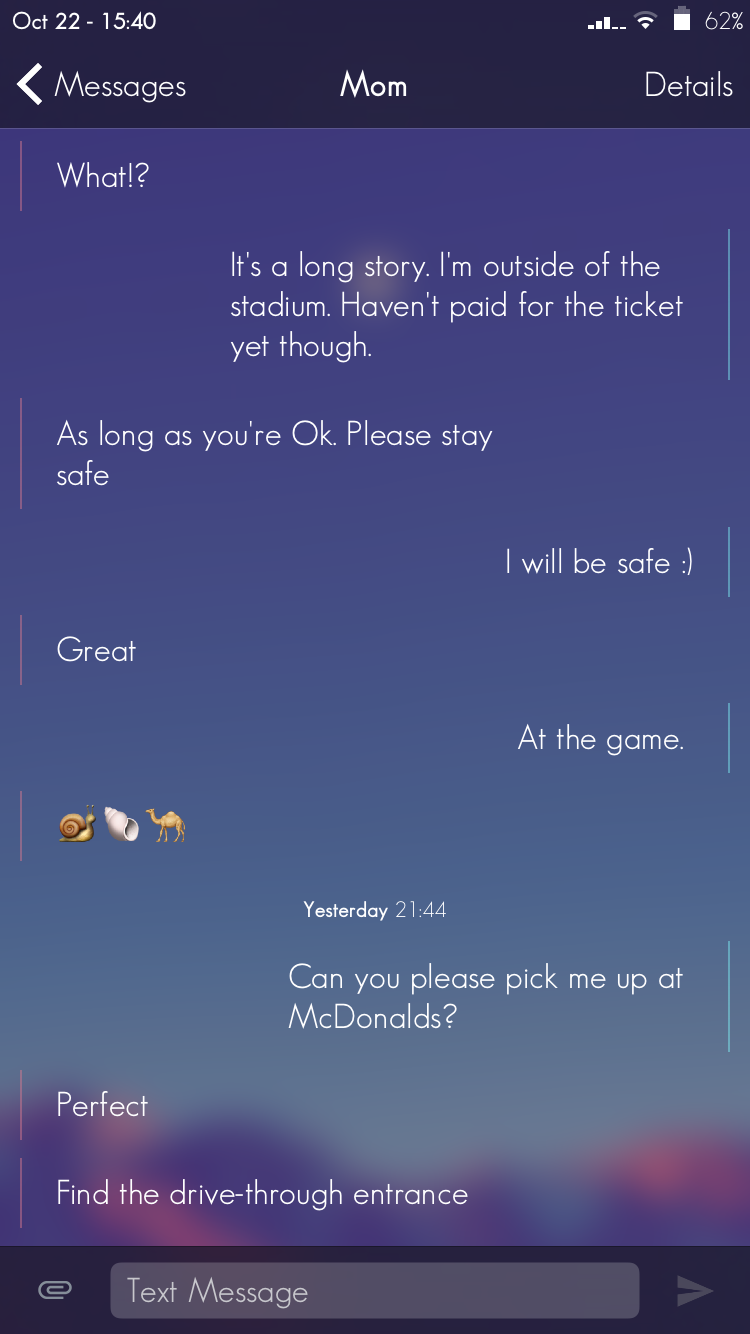 Oct 22 - 15:40
62%
Messages
Mom
Details
What!?
It's a long story. I'm outside of the
stadium. Haven't paid for the ticket
yet though.
As long as you're Ok. Please stay
safe
I will be safe :)
Great
At the game.
🐌🐚🐪
Yesterday 21:44
Can you please pick me up at
McDonalds?
Perfect
Find the drive-through entrance
Text Message